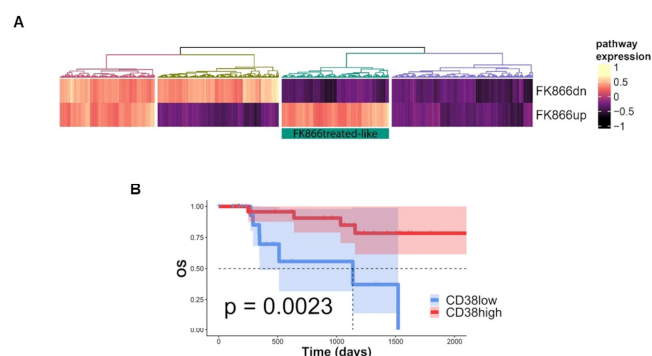 A
pathway
expression
1
0.5
0
−0.5
−1
FK866dn
FK866up
FK866treated-like
B
OS
1.00
0.75
0.50
0.25
0.00
p = 0.0023
CD38low
CD38high
0
500
1000
1500
2000
Time (days)